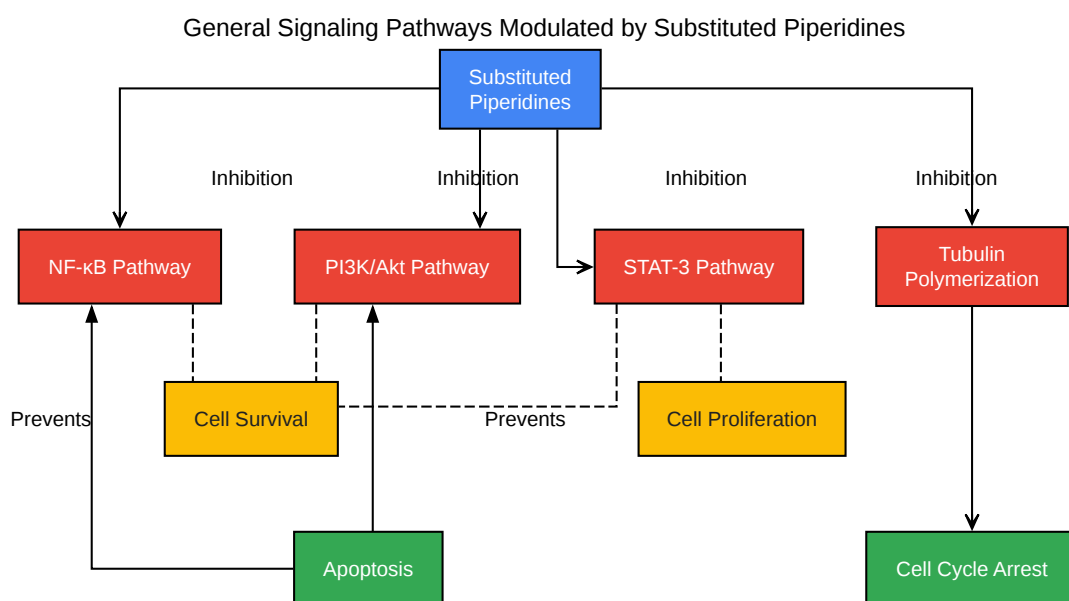 General Signaling Pathways Modulated by Substituted Piperidines
Substituted
Piperidines
Inhibition
Inhibition
Inhibition
Inhibition
NF-κB Pathway
PI3K/Akt Pathway
STAT-3 Pathway
Tubulin
Polymerization
Prevents
Cell Survival
Prevents
Cell Proliferation
Apoptosis
Cell Cycle Arrest